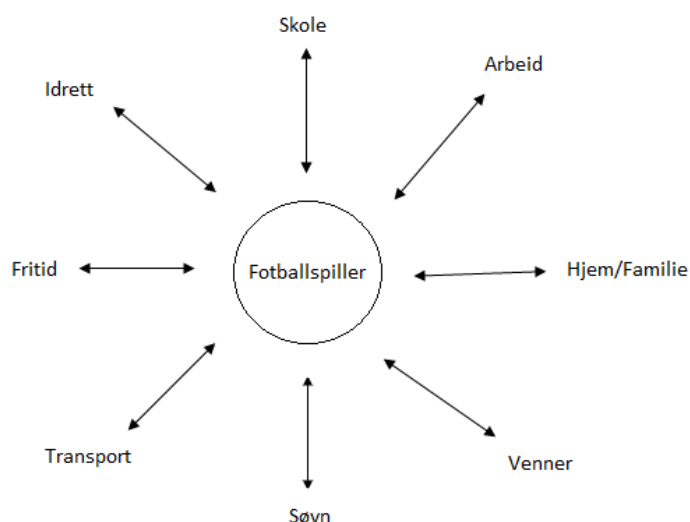 Skole
Arbeid
Idrett
Fritid
Fotballspiller
Hjem/Familie
Transport
Venner
Søvn